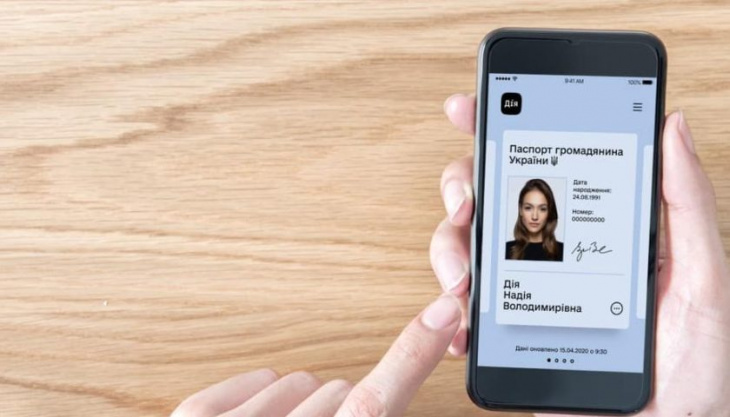 9:41 AM
100%
Дія
Паспорт громадянина
України
Дата
народження:
24.08.1991
Номер:
000000000
Дія
Надія
Володимирівна
Дані оновлено 15.04.2020 о 9:30